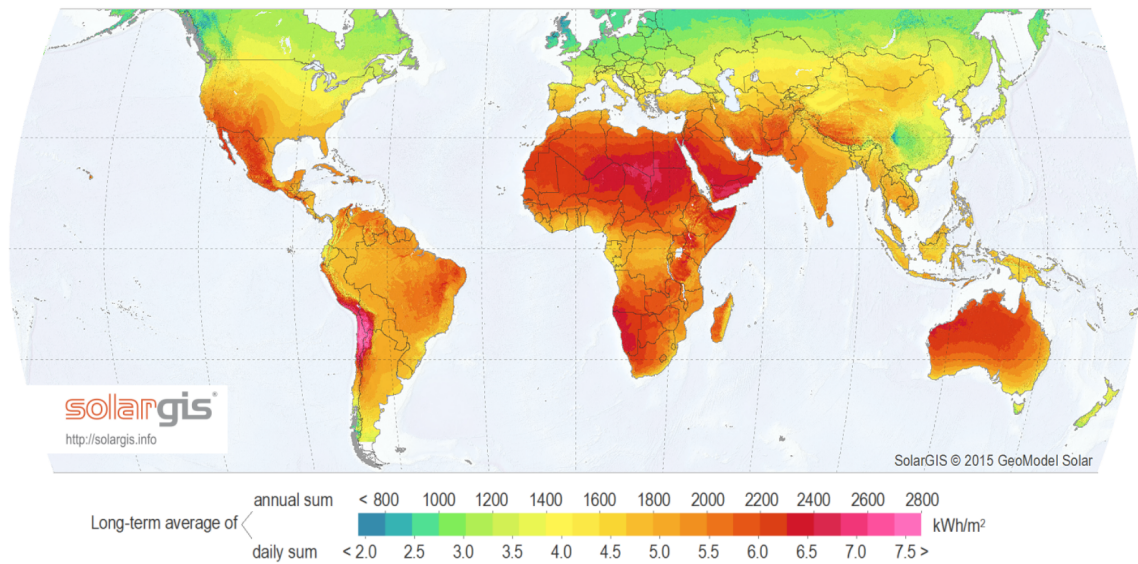 solargis®
http://solargis.info
SolarGIS © 2015 GeoModel Solar
annual sum < 800 1000 1200 1400 1600 1800 2000 2200 2400 2600 2800
Long-term average of kWh/m²
daily sum < 2.0 2.5 3.0 3.5 4.0 4.5 5.0 5.5 6.0 6.5 7.0 7.5 >